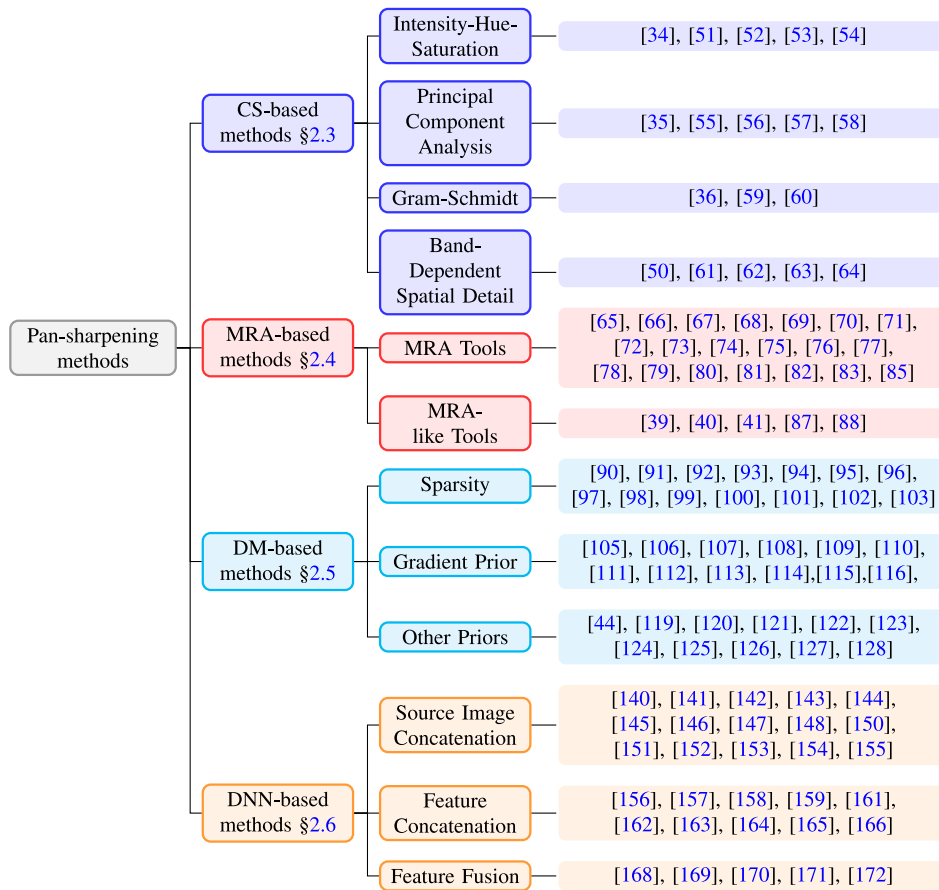 Pan-sharpening
methods
CS-based
methods §2.3
Intensity-Hue-
Saturation
[34], [51], [52], [53], [54]
Principal
Component
Analysis
[35], [55], [56], [57], [58]
Gram-Schmidt
[36], [59], [60]
Band-
Dependent
Spatial Detail
[50], [61], [62], [63], [64]
MRA-based
methods §2.4
MRA Tools
[65], [66], [67], [68], [69], [70], [71],
[72], [73], [74], [75], [76], [77],
[78], [79], [80], [81], [82], [83], [85]
MRA-
like Tools
[39], [40], [41], [87], [88]
DM-based
methods §2.5
Sparsity
[90], [91], [92], [93], [94], [95], [96],
[97], [98], [99], [100], [101], [102], [103]
Gradient Prior
[105], [106], [107], [108], [109], [110],
[111], [112], [113], [114],[115],[116],
Other Priors
[44], [119], [120], [121], [122], [123],
[124], [125], [126], [127], [128]
DNN-based
methods §2.6
Source Image
Concatenation
[140], [141], [142], [143], [144],
[145], [146], [147], [148], [150],
[151], [152], [153], [154], [155]
Feature
Concatenation
[156], [157], [158], [159], [161],
[162], [163], [164], [165], [166]
Feature Fusion
[168], [169], [170], [171], [172]